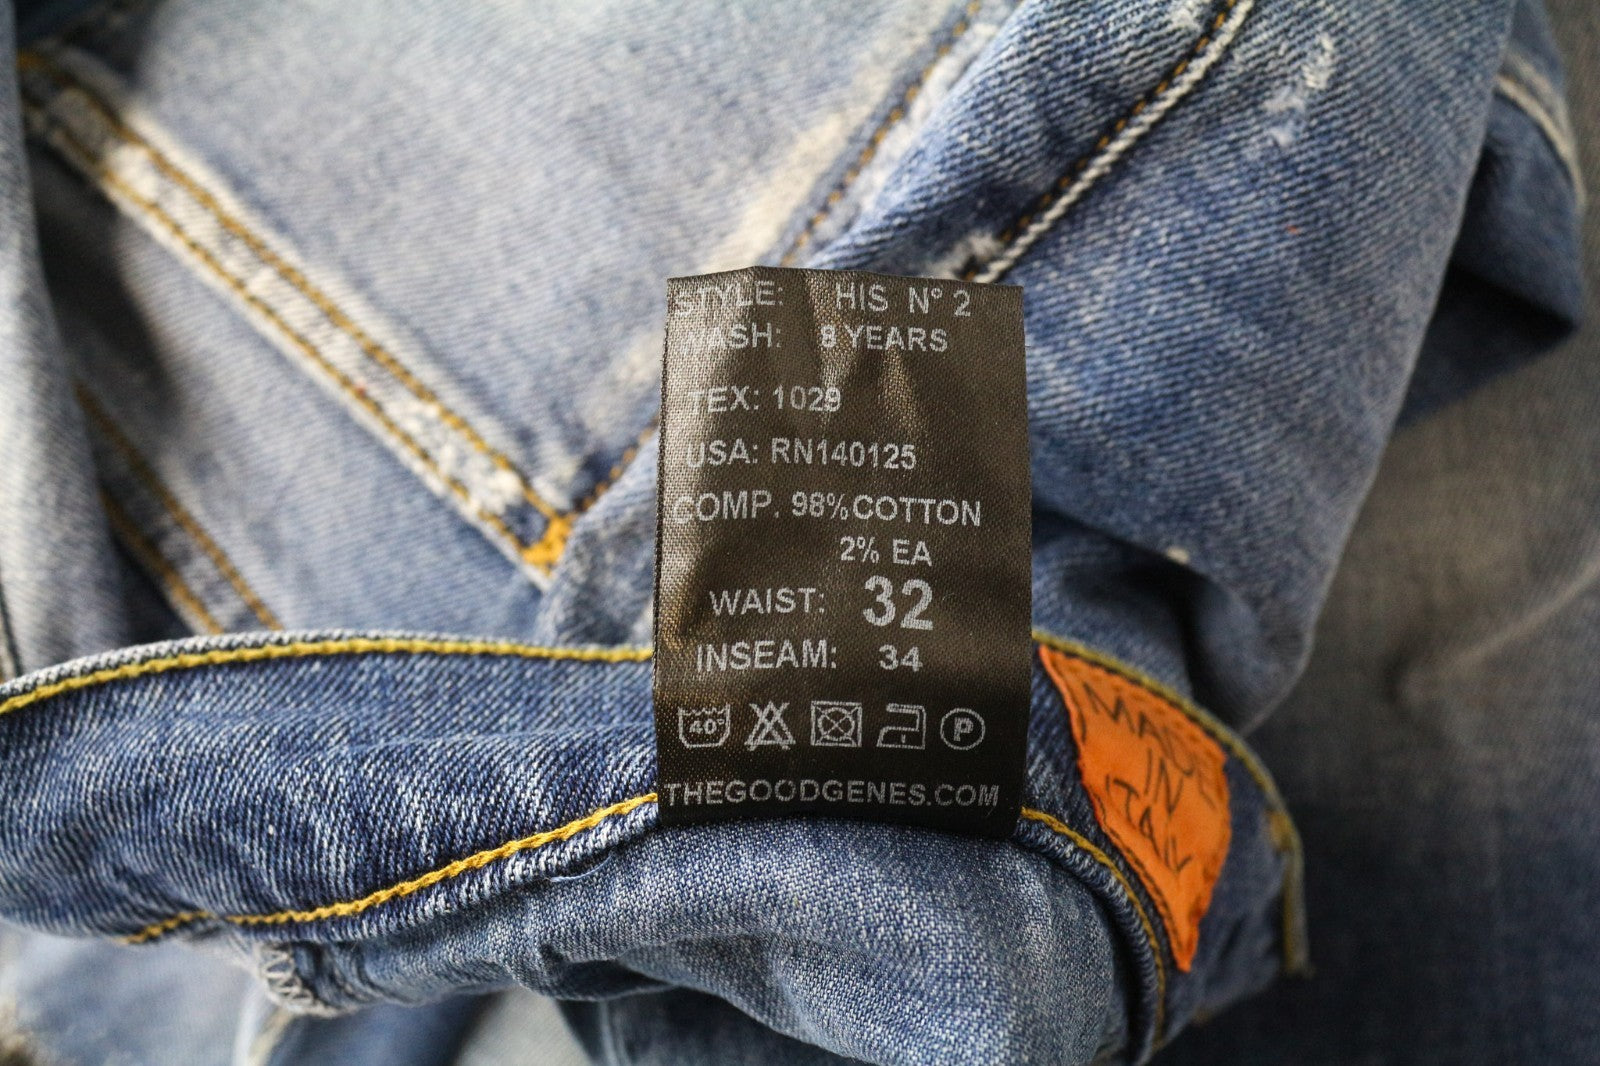 STYLE: HIS N° 2
WASH: 8 YEARS
TEX: 1029
USA: RN140125
COMP. 98% COTTON
2% EA
WAIST: 32
INSEAM: 34
40° P
THEGOODGENES.COM
MADE
IN
ITALY